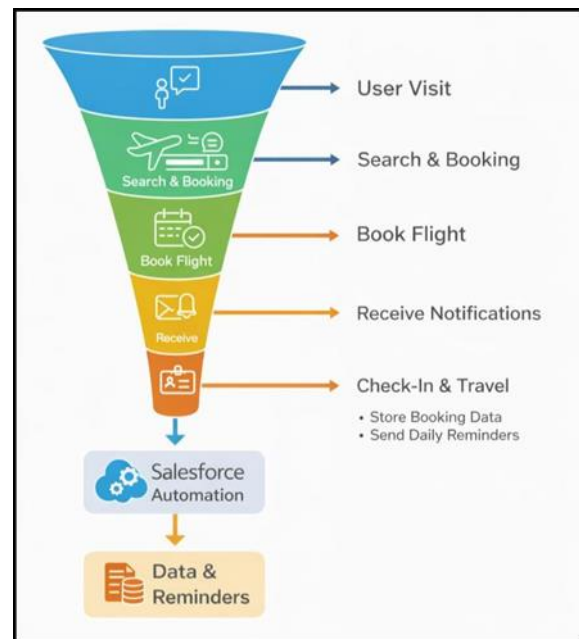 User Visit
Search & Booking
Search & Booking
Book Flight
Book Flight
Receive
Receive Notifications
Check-In & Travel
• Store Booking Data
• Send Daily Reminders
Salesforce
Automation
Data &
Reminders